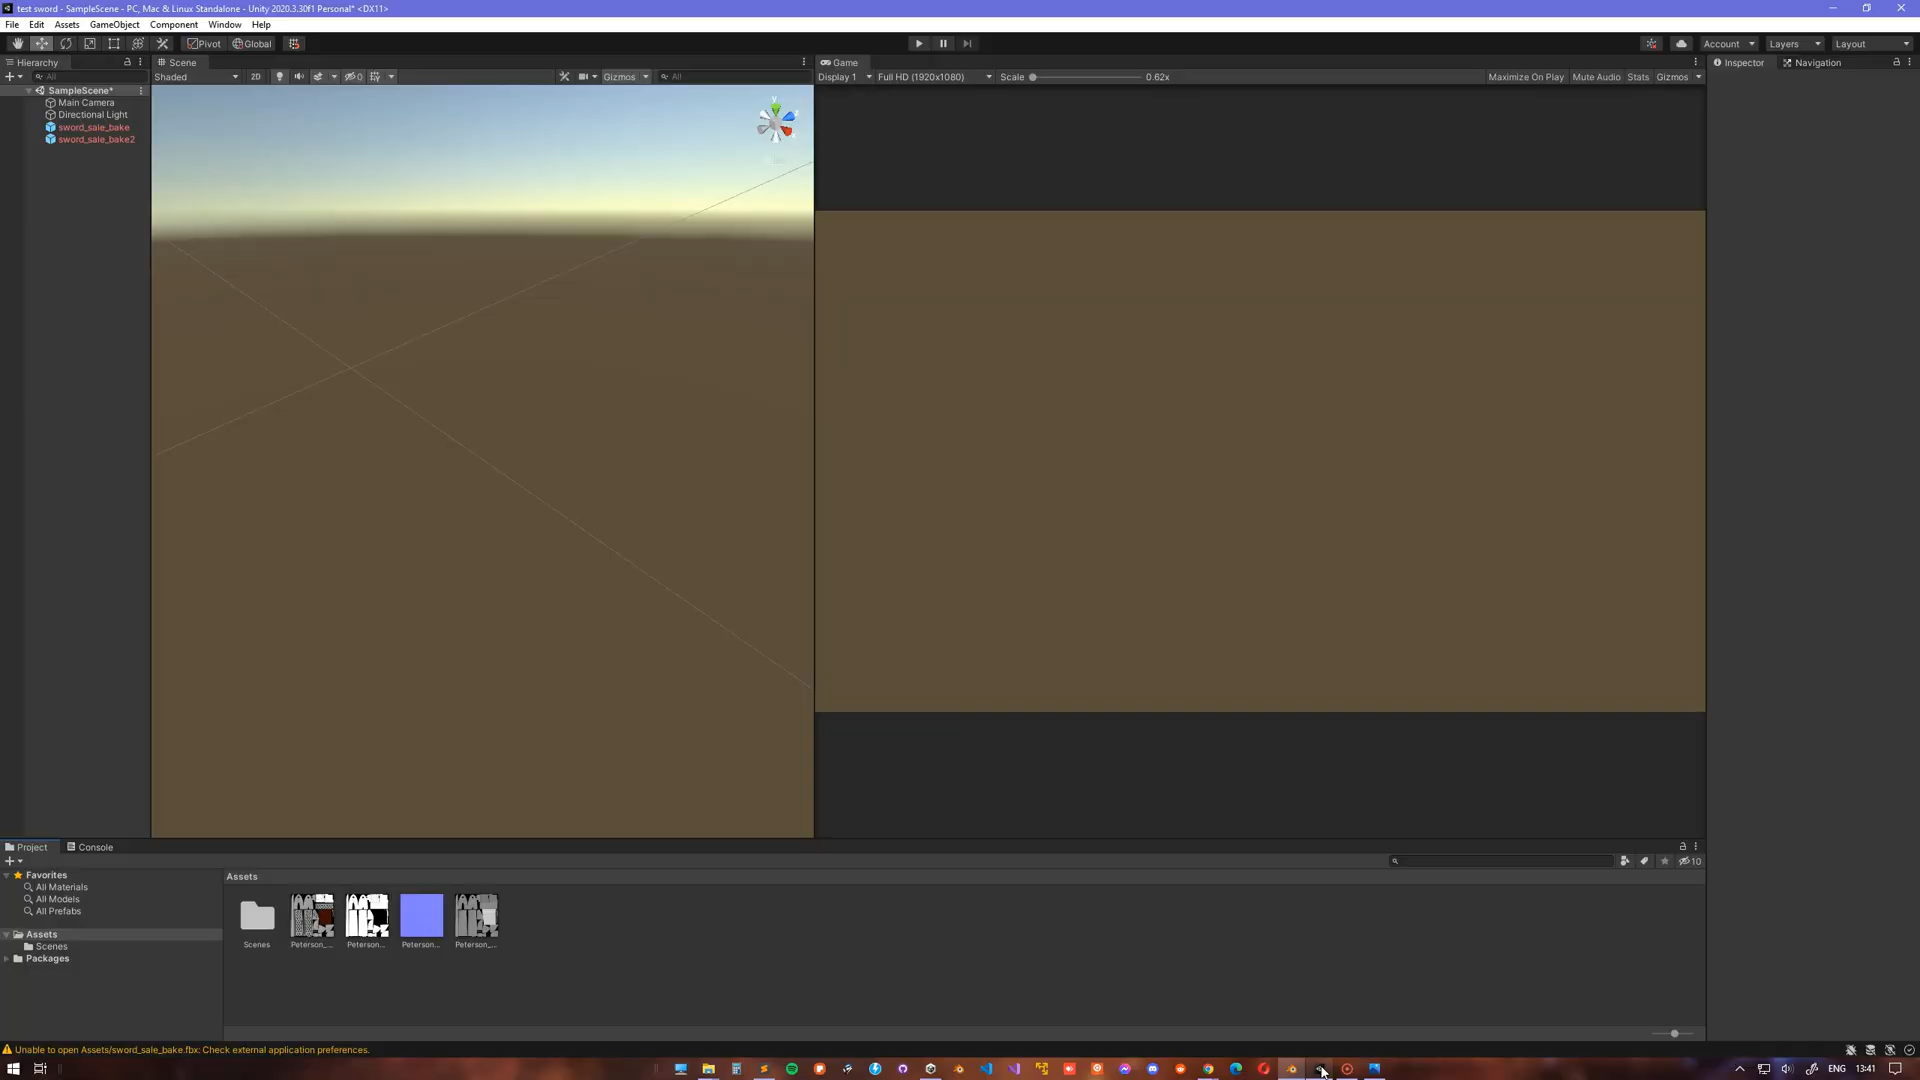 test sword - SampleScene - PC, Mac & Linux Standalone - Unity 2020.3.30f1 Personal* <DX11>
File Edit Assets GameObject Component Window Help
Pivot Global Account Layers Layout
Hierarchy Scene Game Inspector Navigation
All Shaded 2D 0 Gizmos All Display 1 Full HD (1920x1080) Scale 0.62x Maximize On Play Mute Audio Stats Gizmos
SampleScene*
Main Camera
Directional Light
sword_sale_bake
sword_sale_bake2
y
Project Console
10
Favorites
All Materials
All Models
All Prefabs
Assets
Scenes
Packages
Assets
Scenes Peterson_... Peterson... Peterson... Peterson_...
Unable to open Assets/sword_sale_bake.fbx: Check external application preferences.
ENG 13:41